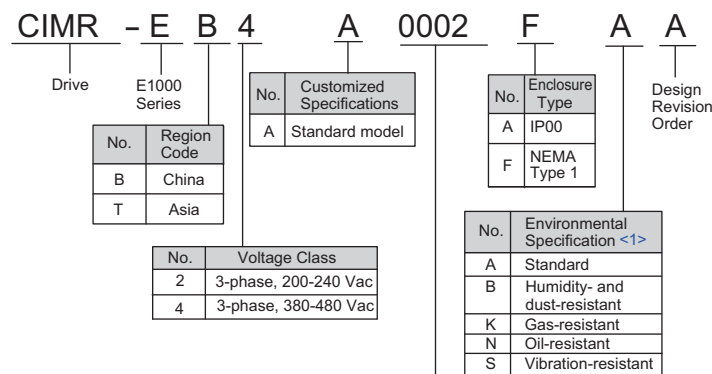 CIMR - E B 4 A 0002 F A A
Drive
E1000
Series
Design
Revision
Order
No. Customized
Specifications
A Standard model
No. Enclosure
Type
A IP00
F NEMA
Type 1
No. Region
Code
B China
T Asia
No. Voltage Class
2 3-phase, 200-240 Vac
4 3-phase, 380-480 Vac
No. Environmental
Specification <1>
A Standard
B Humidity- and
dust-resistant
K Gas-resistant
N Oil-resistant
S Vibration-resistant